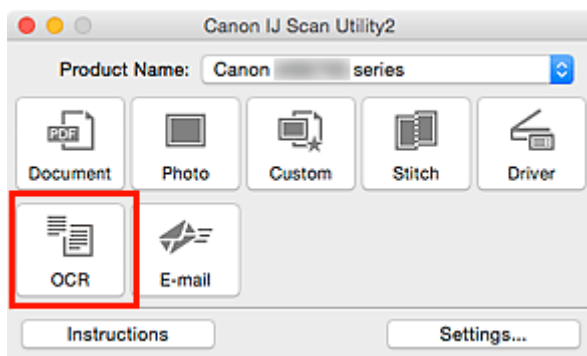 Canon IJ Scan Utility2
Product Name: Canon series
PDF
Document Photo Custom Stitch Driver
OCR E-mail
Instructions Settings...